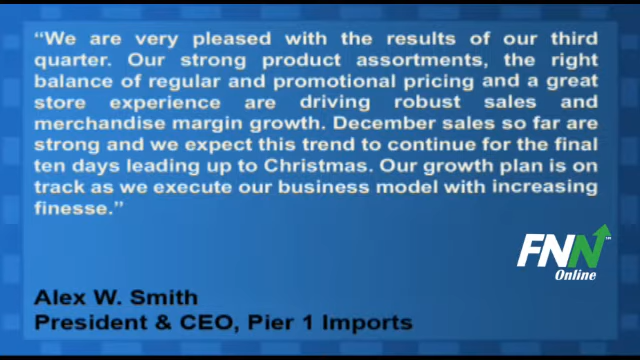 “We are very pleased with the results of our third
quarter. Our strong product assortments, the right
balance of regular and promotional pricing and a great
store experience are driving robust sales and
merchandise margin growth. December sales so far are
strong and we expect this trend to continue for the final
ten days leading up to Christmas. Our growth plan is on
track as we execute our business model with increasing
finesse.”
FNN
Online
Alex W. Smith
President & CEO, Pier 1 Imports